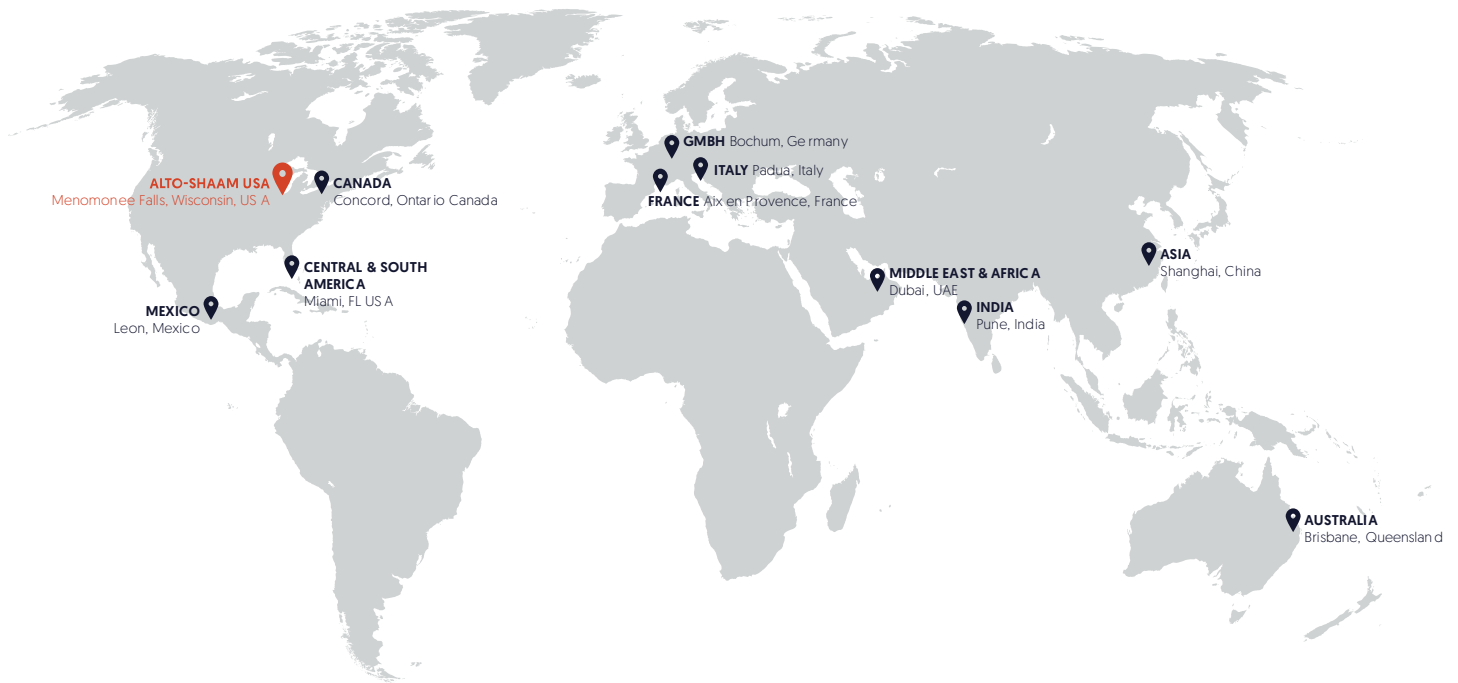 GMBH Bochum, Germany
ITALY Padua, Italy
ALTO-SHAAM USA
Menomonee Falls, Wisconsin, USA
CANADA
Concord, Ontario Canada
FRANCE Aix en Provence, France
CENTRAL & SOUTH
AMERICA
Miami, FL USA
MEXICO
Leon, Mexico
MIDDLE EAST & AFRICA
Dubai, UAE
INDIA
Pune, India
ASIA
Shanghai, China
AUSTRALIA
Brisbane, Queensland